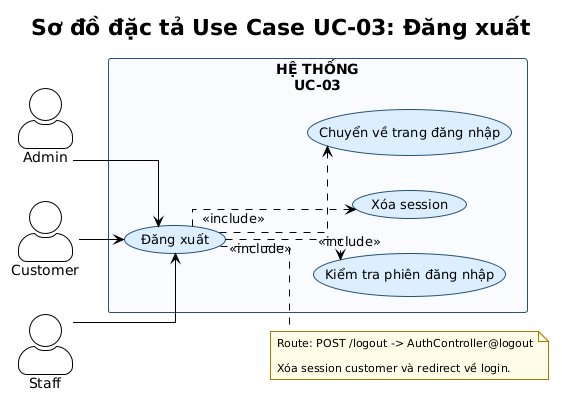 Sơ đồ đặc tả Use Case UC-03: Đăng xuất
HỆ THỐNG
UC-03
Admin
Chuyển về trang đăng nhập
Xóa session
«include»
Customer
Đăng xuất
«include»
«include»
Kiểm tra phiên đăng nhập
Staff
Route: POST /logout -> AuthController@logout
Xóa session customer và redirect về login.